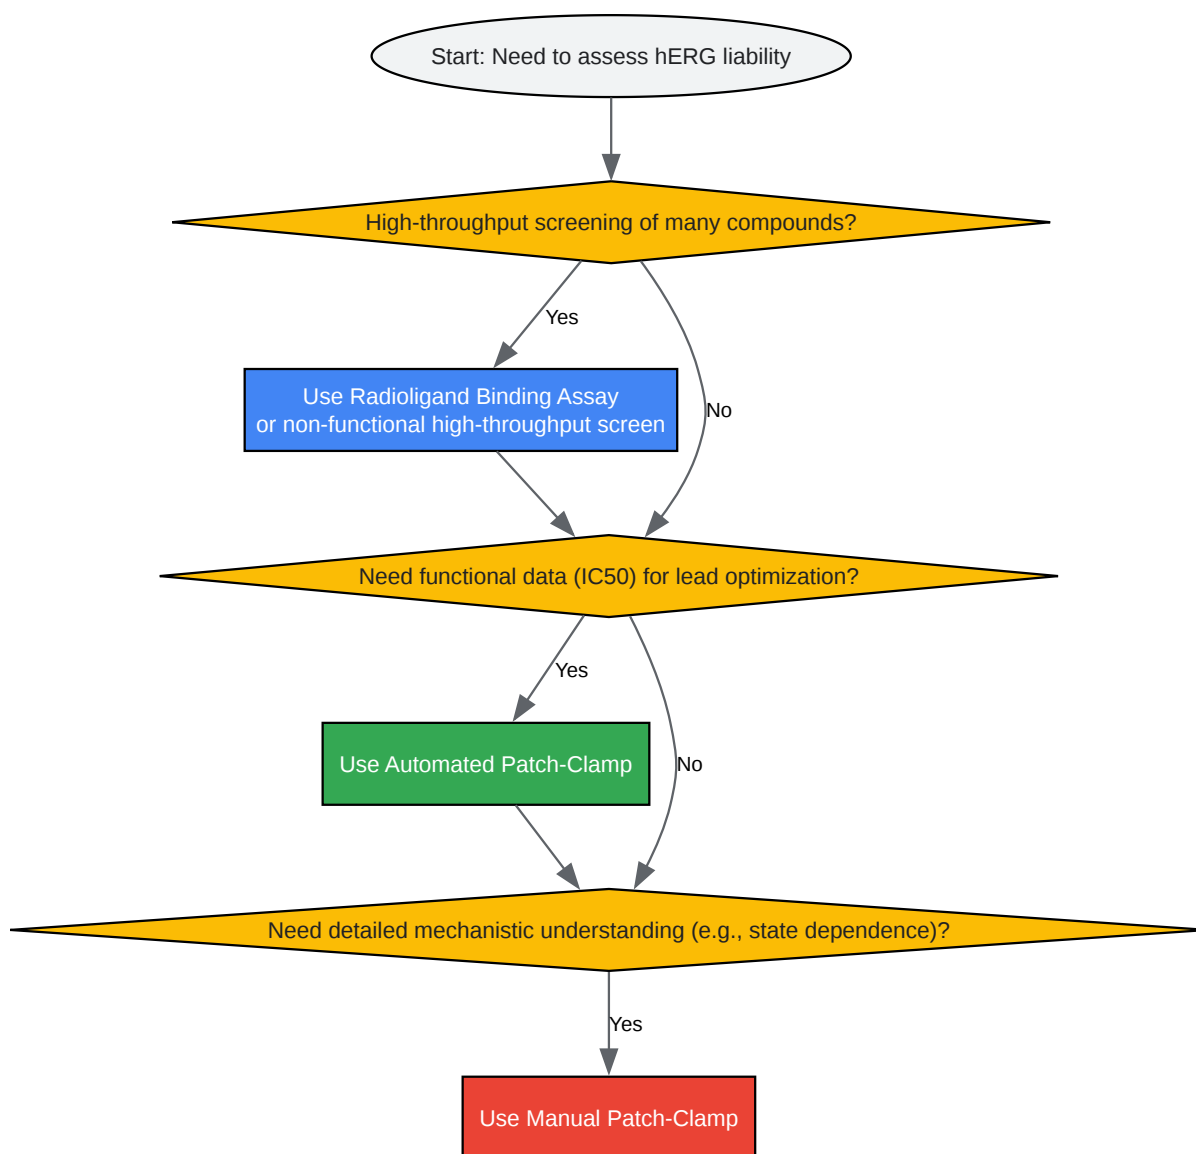 Start: Need to assess hERG liability
High-throughput screening of many compounds?
Yes
Use Radioligand Binding Assay
or non-functional high-throughput screen
No
Need functional data (IC50) for lead optimization?
Yes
Use Automated Patch-Clamp
No
Need detailed mechanistic understanding (e.g., state dependence)?
Yes
Use Manual Patch-Clamp